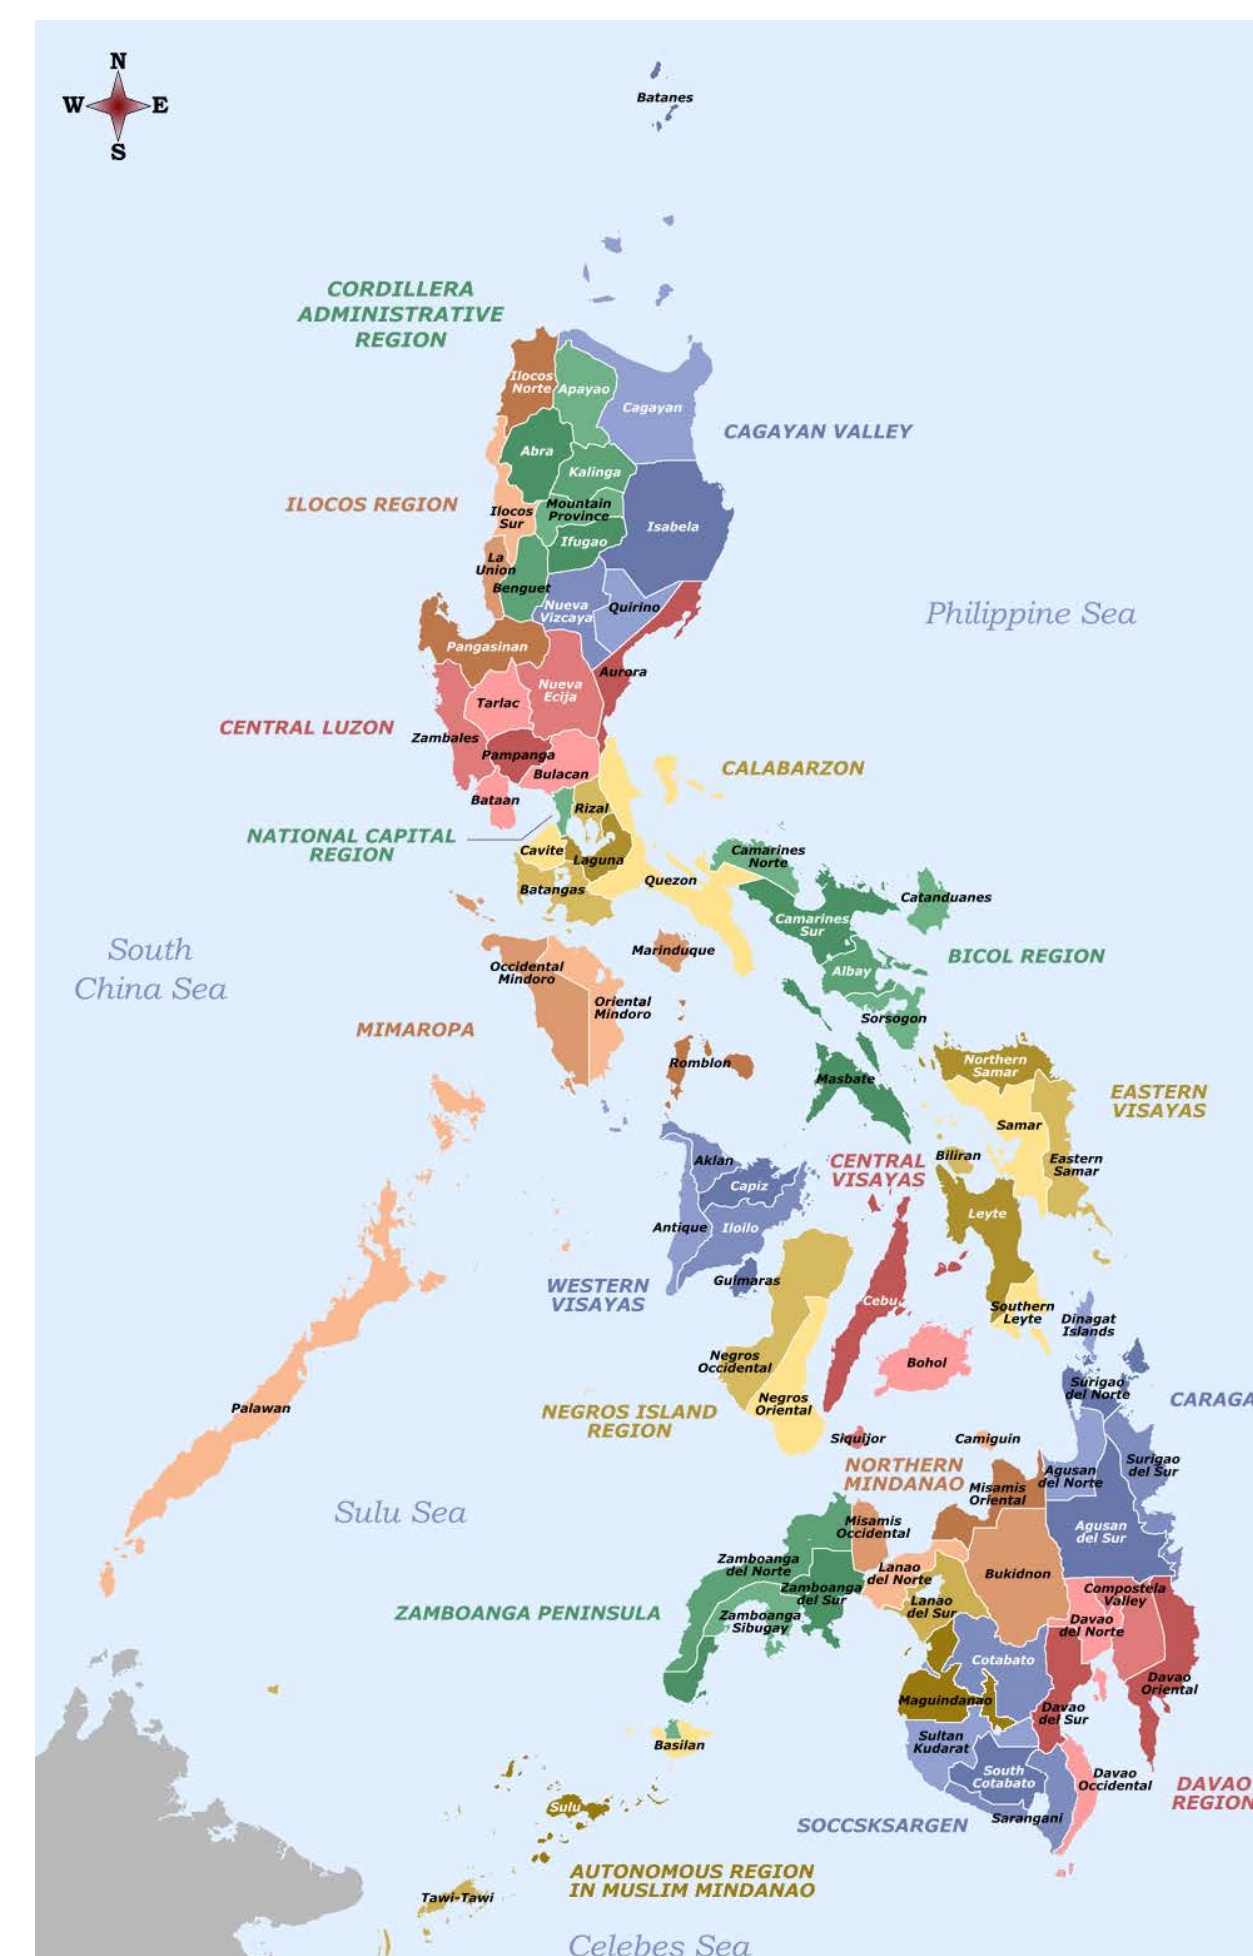 N
W
E
S
Batanes
CORDILLERA
ADMINISTRATIVE
REGION
Ilocos
Norte
Apayao
Cagayan
CAGAYAN VALLEY
Abra
Kalinga
ILOCOS REGION
Ilocos
Sur
Mountain
Province
Isabela
Ifugao
La
Union
Benguet
Nueva
Vizcaya
Quirino
Philippine Sea
Pangasinan
Aurora
Nueva
Ecija
Tarlac
CENTRAL LUZON
Zambales
Pampanga
Bulacan
CALABARZON
Bataan
Rizal
NATIONAL CAPITAL
REGION
Cavite
Laguna
Quezon
Batangas
Camarines
Norte
Catanduanes
Camarines
Sur
South
China Sea
Marinduque
BICOL REGION
Occidental
Mindoro
Albay
Oriental
Mindoro
Sorsogon
MIMAROPA
Romblon
Masbate
Northern
Samar
EASTERN
VISAYAS
Samar
CENTRAL
VISAYAS
Biliran
Eastern
Samar
Aklan
Capiz
Antique
Iloilo
Leyte
WESTERN
VISAYAS
Guimaras
Cebu
Southern
Leyte
Dinagat
Islands
Negros
Occidental
Bohol
Surigao
del Norte
CARAGA
Palawan
Negros
Oriental
NEGROS ISLAND
REGION
Siquijor
Camiguin
NORTHERN
MINDANAO
Agusan
del Norte
Surigao
del Sur
Misamis
Oriental
Sulu Sea
Misamis
Occidental
Agusan
del Sur
Zamboanga
del Norte
Lanao
del Norte
Bukidnon
Zamboanga
del Sur
Compostela
Valley
ZAMBOANGA PENINSULA
Zamboanga
Sibugay
Lanao
del Sur
Davao
del Norte
Cotabato
Davao
Oriental
Maguindanao
Davao
del Sur
Basilan
Sultan
Kudarat
South
Cotabato
Davao
Occidental
DAVAO
REGION
Sulu
Sarangani
SOCCSKSARGEN
AUTONOMOUS REGION
IN MUSLIM MINDANAO
Tawi-Tawi
Celebes Sea